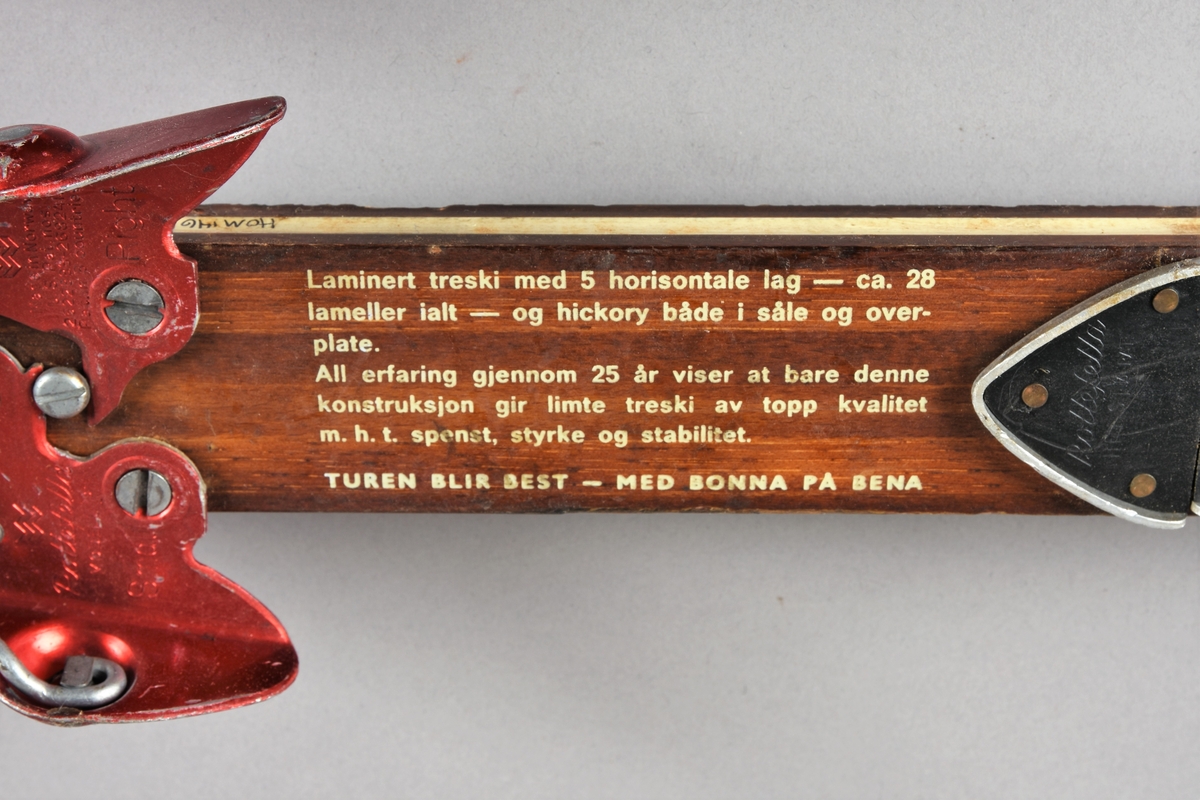 Laminert treski med 5 horisontale lag — ca. 28
lameller ialt — og hickory både i såle og over-
plate.
All erfaring gjennom 25 år viser at bare denne
konstruksjon gir limte treski av topp kvalitet
m. h. t. spenst, styrke og stabilitet.
TUREN BLIR BEST — MED BONNA PÅ BENA
Right
Rottefella